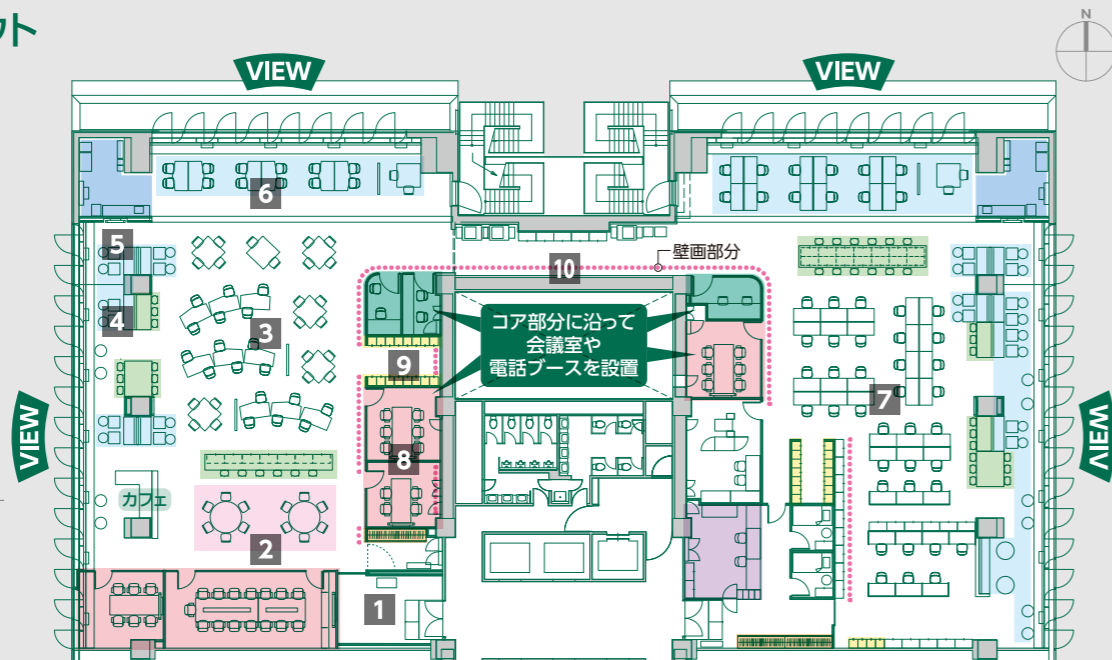 ウト
N
VIEW
VIEW
6
5
10
壁画部分
4
3
コア部分に沿って
会議室や
電話ブースを設置
9
7
VIEW
VIEW
8
カフェ
2
1